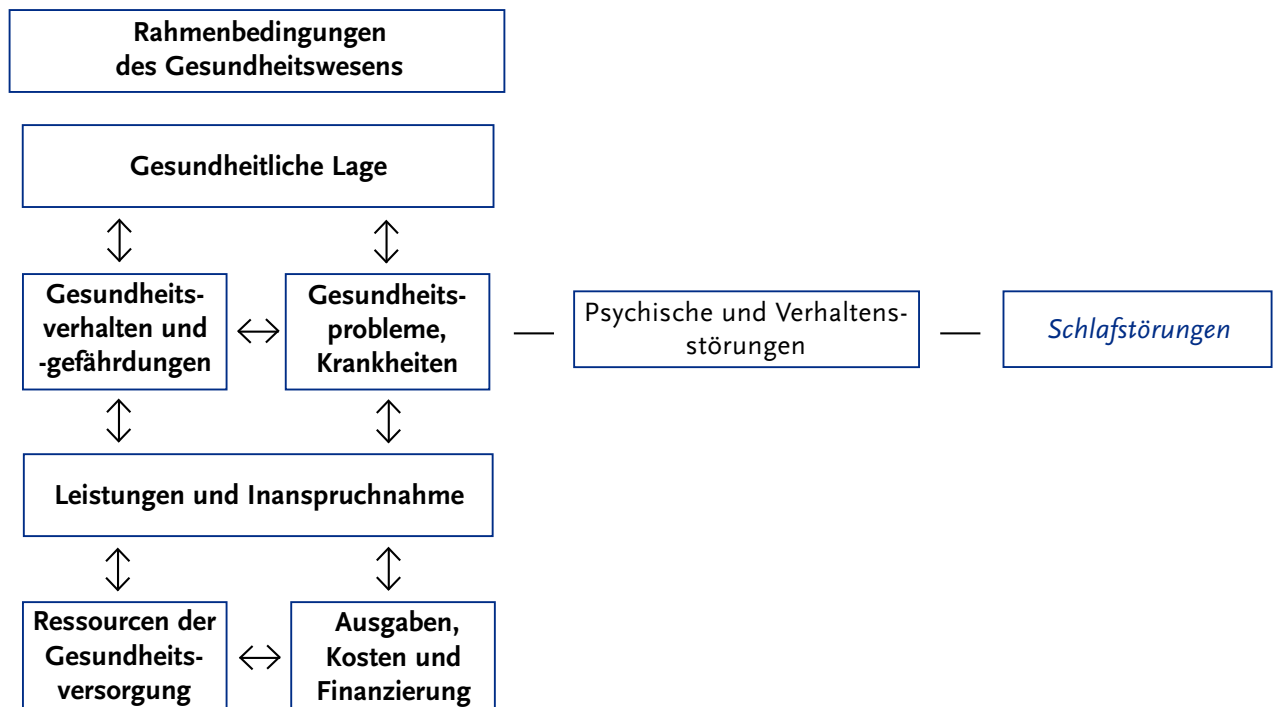 Rahmenbedingungen
des Gesundheitswesens
Gesundheitliche Lage
Gesundheits-
verhalten und
-gefährdungen
Gesundheits-
probleme,
Krankheiten
Psychische und Verhaltens-
störungen
Schlafstörungen
Leistungen und Inanspruchnahme
Ressourcen der
Gesundheits-
versorgung
Ausgaben,
Kosten und
Finanzierung